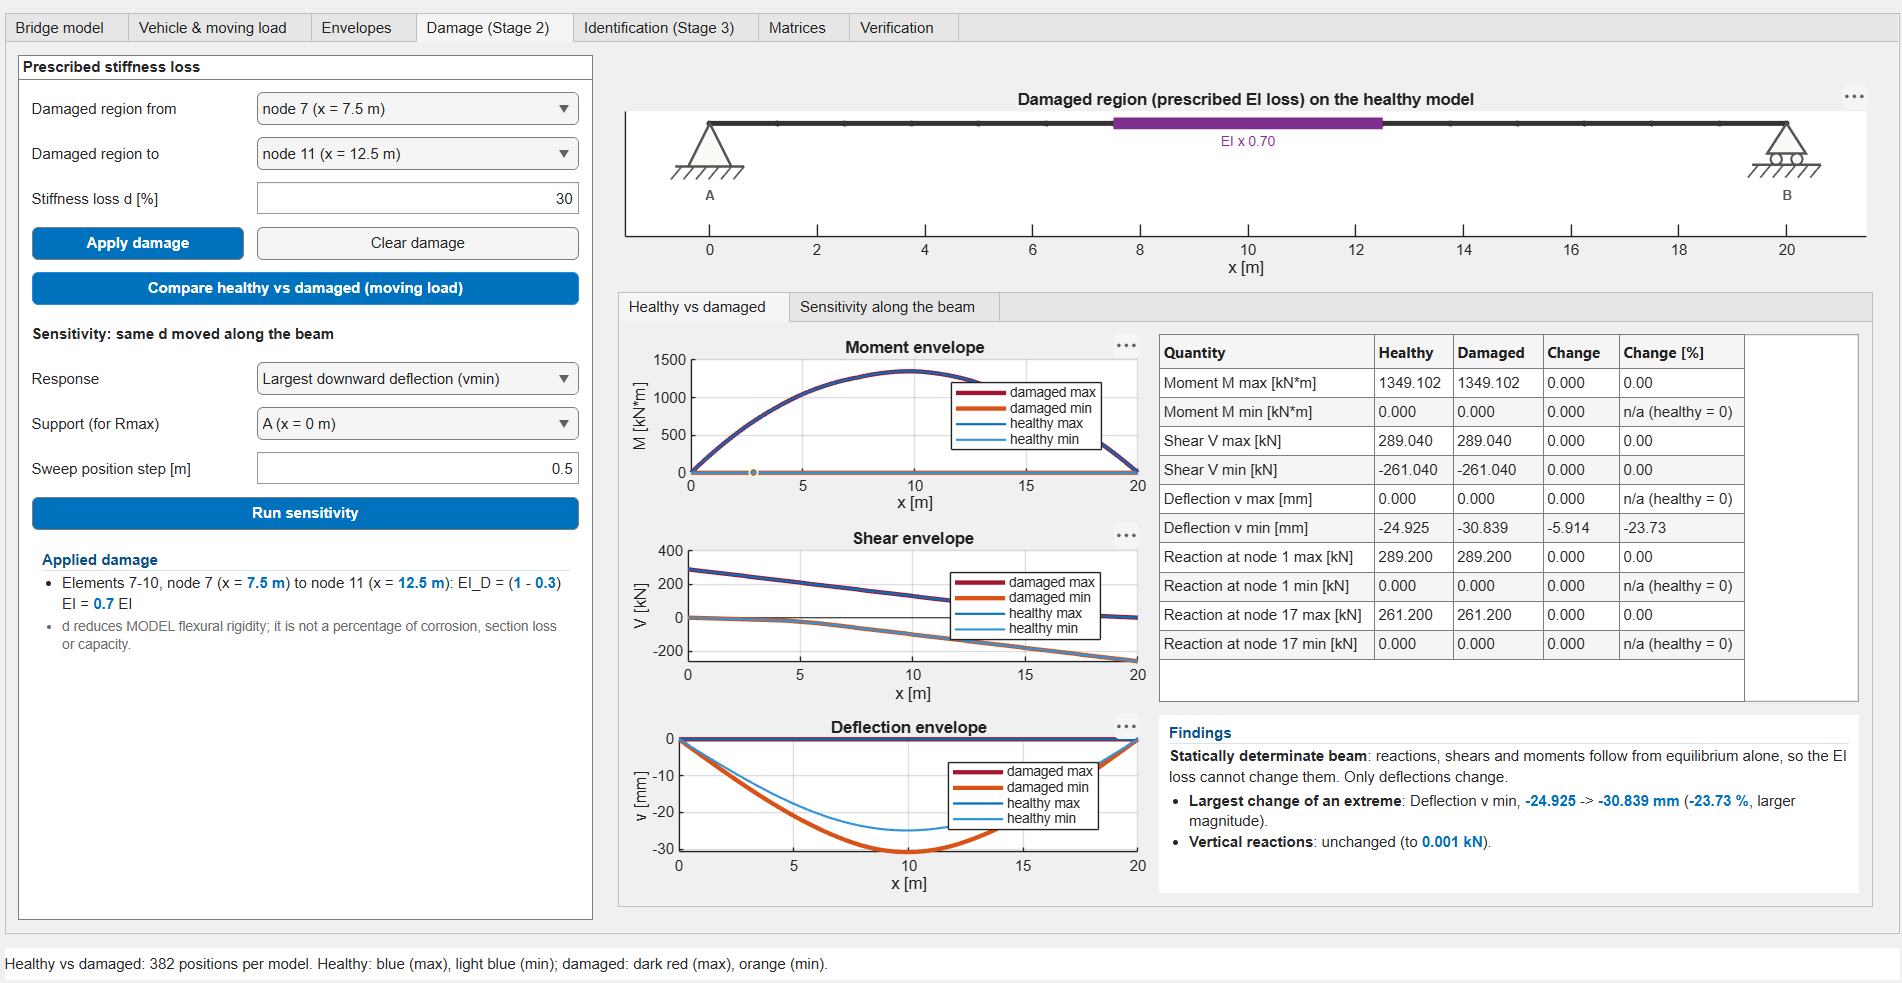 Bridge model
Vehicle & moving load
Envelopes
Damage (Stage 2)
Identification (Stage 3)
Matrices
Verification
Prescribed stiffness loss
Damaged region from
node 7 (x = 7.5 m)
Damaged region to
node 11 (x = 12.5 m)
Stiffness loss d [%]
30
Apply damage
Clear damage
Compare healthy vs damaged (moving load)
Sensitivity: same d moved along the beam
Response
Largest downward deflection (vmin)
Support (for Rmax)
A (x = 0 m)
Sweep position step [m]
0.5
Run sensitivity
Applied damage
• Elements 7-10, node 7 (x = 7.5 m) to node 11 (x = 12.5 m): EI_D = (1 - 0.3)
EI = 0.7 EI
• d reduces MODEL flexural rigidity; it is not a percentage of corrosion, section loss
or capacity.
Damaged region (prescribed EI loss) on the healthy model
EI x 0.70
A
B
0 2 4 6 8 10 12 14 16 18 20
x [m]
Healthy vs damaged
Sensitivity along the beam
Moment envelope
M [kN*m]
1500
1000
500
0
damaged max
damaged min
healthy max
healthy min
0 5 10 15 20
x [m]
Shear envelope
V [kN]
400
200
0
-200
damaged max
damaged min
healthy max
healthy min
0 5 10 15 20
x [m]
Deflection envelope
v [mm]
0
-10
-20
-30
damaged max
damaged min
healthy max
healthy min
0 5 10 15 20
x [m]
Quantity Healthy Damaged Change Change [%]
Moment M max [kN*m] 1349.102 1349.102 0.000 0.00
Moment M min [kN*m] 0.000 0.000 0.000 n/a (healthy = 0)
Shear V max [kN] 289.040 289.040 0.000 0.00
Shear V min [kN] -261.040 -261.040 0.000 0.00
Deflection v max [mm] 0.000 0.000 0.000 n/a (healthy = 0)
Deflection v min [mm] -24.925 -30.839 -5.914 -23.73
Reaction at node 1 max [kN] 289.200 289.200 0.000 0.00
Reaction at node 1 min [kN] 0.000 0.000 0.000 n/a (healthy = 0)
Reaction at node 17 max [kN] 261.200 261.200 0.000 0.00
Reaction at node 17 min [kN] 0.000 0.000 0.000 n/a (healthy = 0)
Findings
Statically determinate beam: reactions, shears and moments follow from equilibrium alone, so the EI
loss cannot change them. Only deflections change.
• Largest change of an extreme: Deflection v min, -24.925 -> -30.839 mm (-23.73 %, larger
magnitude).
• Vertical reactions: unchanged (to 0.001 kN).
Healthy vs damaged: 382 positions per model. Healthy: blue (max), light blue (min); damaged: dark red (max), orange (min).